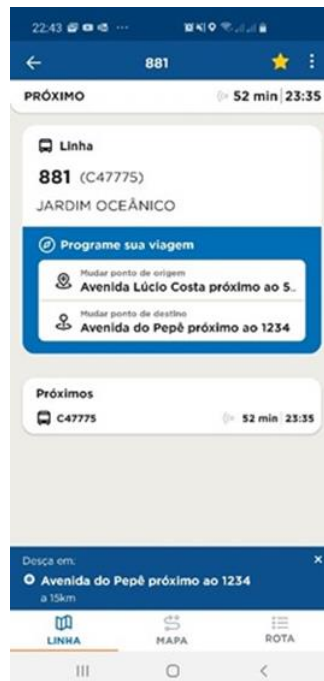 22:43
881
PRÓXIMO 52 min 23:35
Linha
881 (C47775)
JARDIM OCEÂNICO
Programe sua viagem
Mudar ponto de origem
Avenida Lúcio Costa próximo ao 5..
Mudar ponto de destino
Avenida do Pepê próximo ao 1234
Próximos
C47775 52 min 23:35
Desça em:
Avenida do Pepê próximo ao 1234
a 15km
LINHA MAPA ROTA